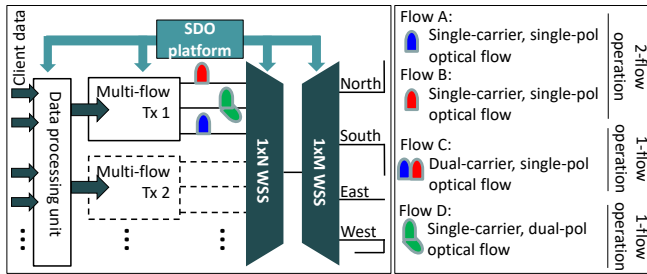 Client data
SDO
platform
Data processing unit
Multi-flow
Tx 1
Multi-flow
Tx 2
1xN WSS
1xM WSS
North
South
East
West
Flow A:
Single-carrier, single-pol
optical flow
Flow B:
Single-carrier, single-pol
optical flow
2-flow
operation
Flow C:
Dual-carrier, single-pol
optical flow
1-flow
operation
Flow D:
Single-carrier, dual-pol
optical flow
1-flow
operation